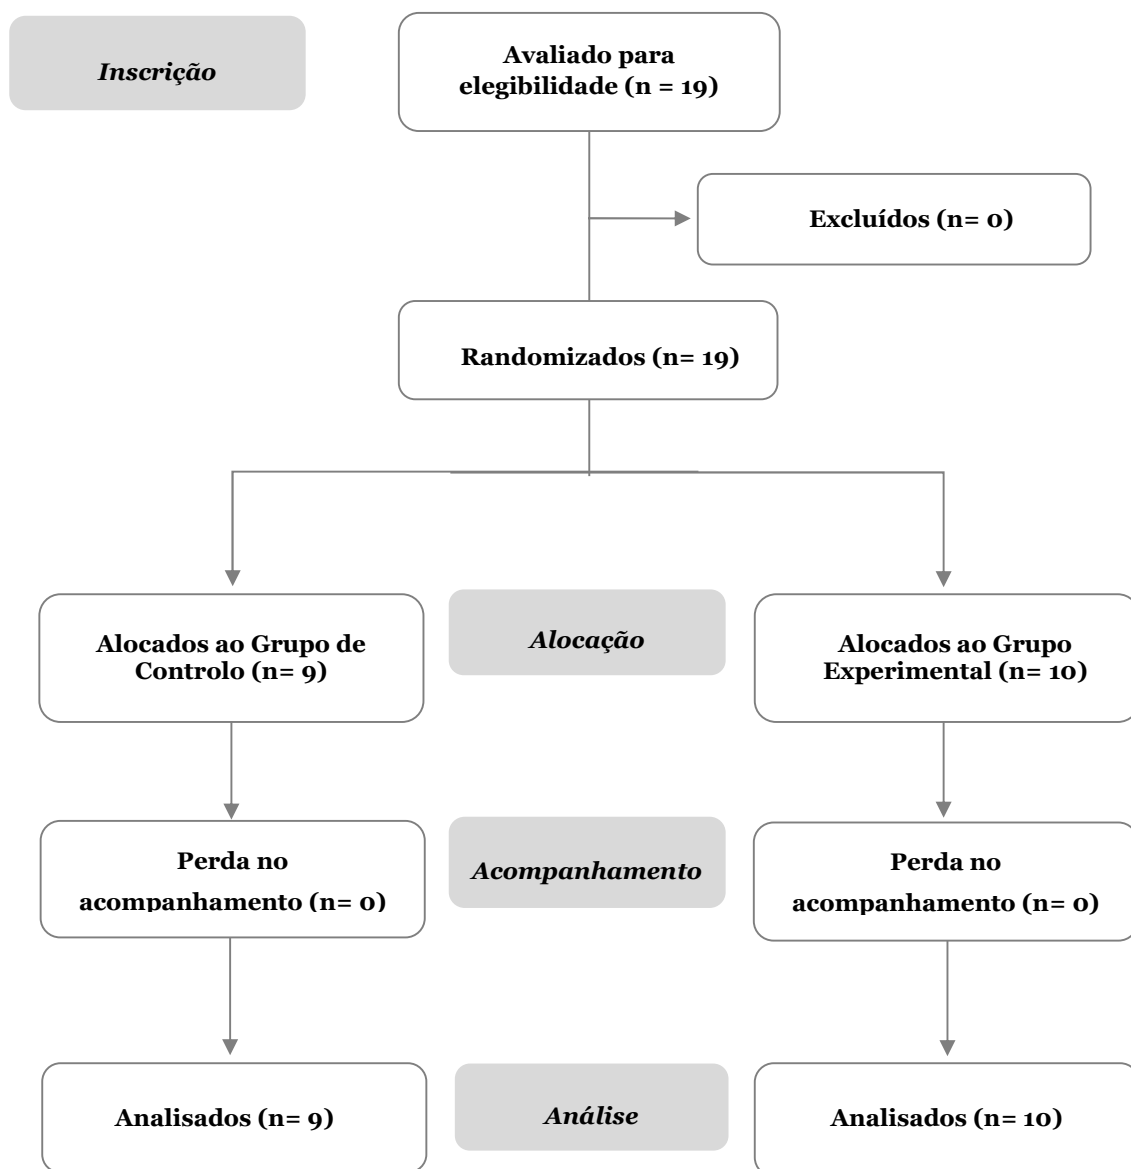 Inscrição
Avaliado para
elegibilidade (n = 19)
Excluídos (n= 0)
Randomizados (n= 19)
Alocados ao Grupo de
Controlo (n= 9)
Alocação
Alocados ao Grupo
Experimental (n= 10)
Perda no
acompanhamento (n= 0)
Acompanhamento
Perda no
acompanhamento (n= 0)
Analisados (n= 9)
Análise
Analisados (n= 10)